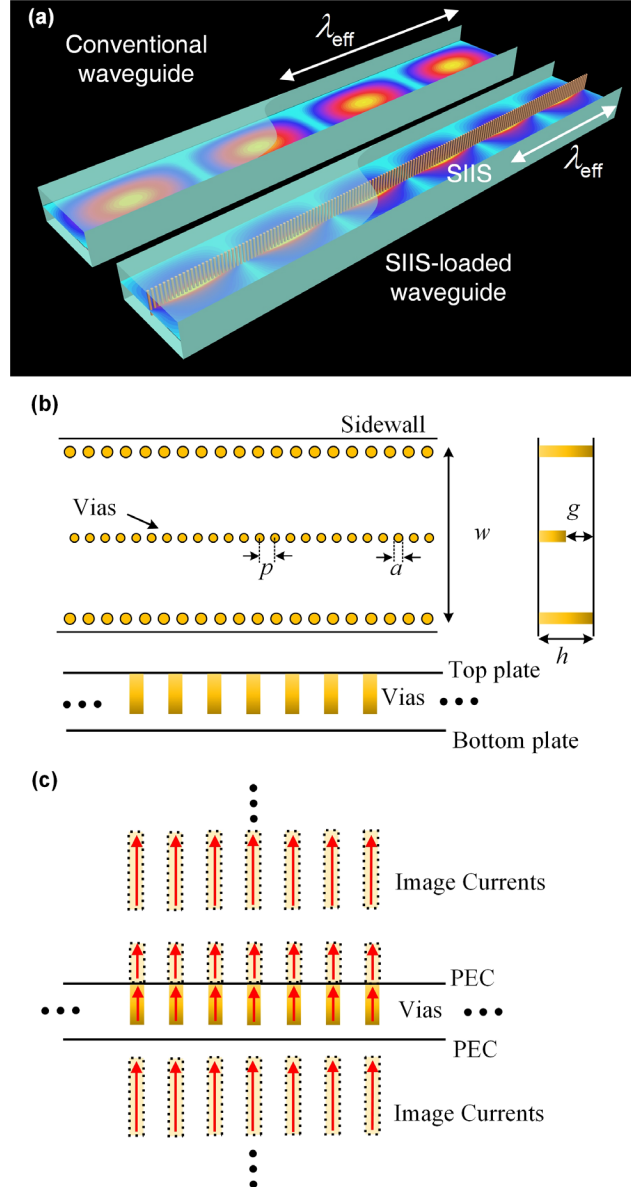 (a)
Conventional
waveguide
λeff
SIIS
λeff
SIIS-loaded
waveguide
(b)
Sidewall
Vias
p
a
w
g
h
Top plate
Vias
Bottom plate
(c)
Image Currents
PEC
Vias
PEC
Image Currents